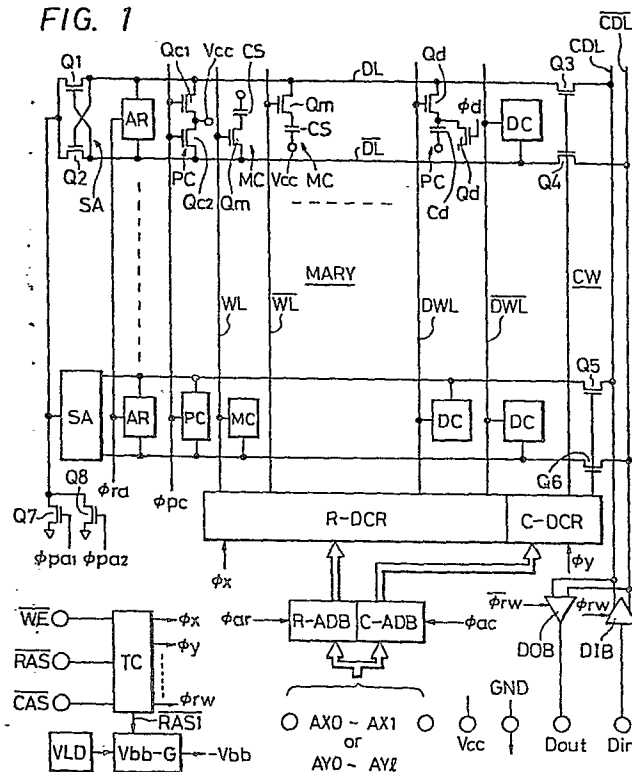 FIG. 1
CDL
CDL
Q1
Qc1
Vcc
CS
Qd
Q3
DL
AR
Qm
φd
CS
DC
DL
Q2
SA
PC
Qc2
MC
Qm
Vcc
MC
PC
Cd
Qd
Q4
MARY
CW
WL
WL
DWL
DWL
Q5
SA
AR
PC
MC
DC
DC
Q6
Q8
Q7
φrd
φpc
R-DCR
C-DCR
φpa1
φpa2
φx
φy
WE
φx
φar
R-ADB
C-ADB
φac
φrw
φrw
DOB
DIB
RAS
TC
φy
CAS
φrw
RAS1
GND
AX0 ~ AX1
or
AY0 ~ AYℓ
Vcc
Dout
Din
VLD
Vbb-G
-Vbb